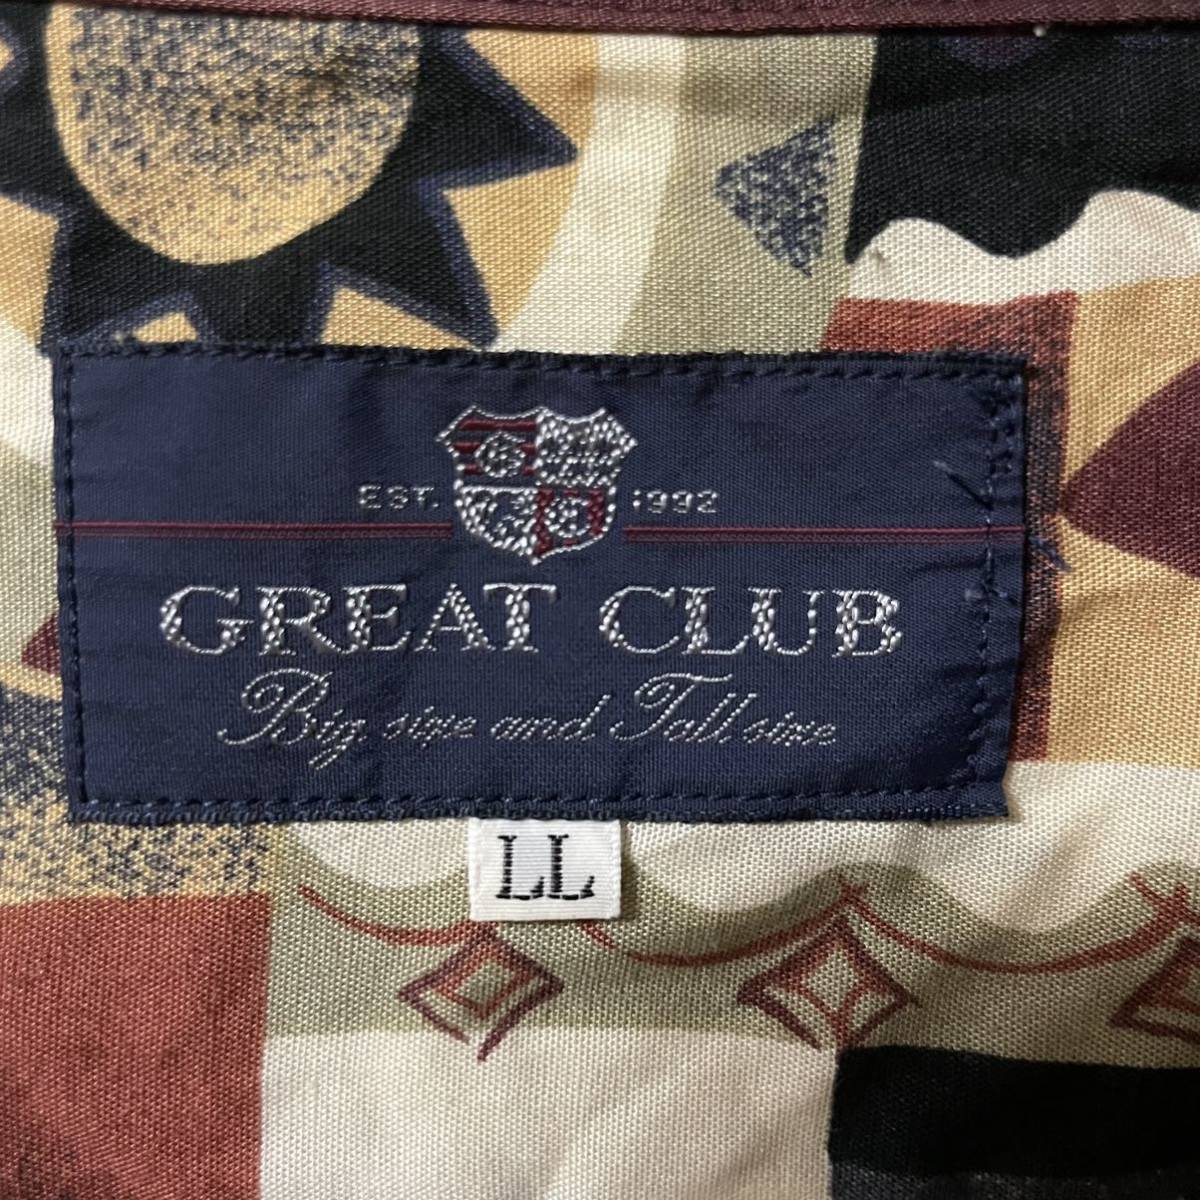 EST. 1992
GREAT CLUB
Big size and Tall size
LL